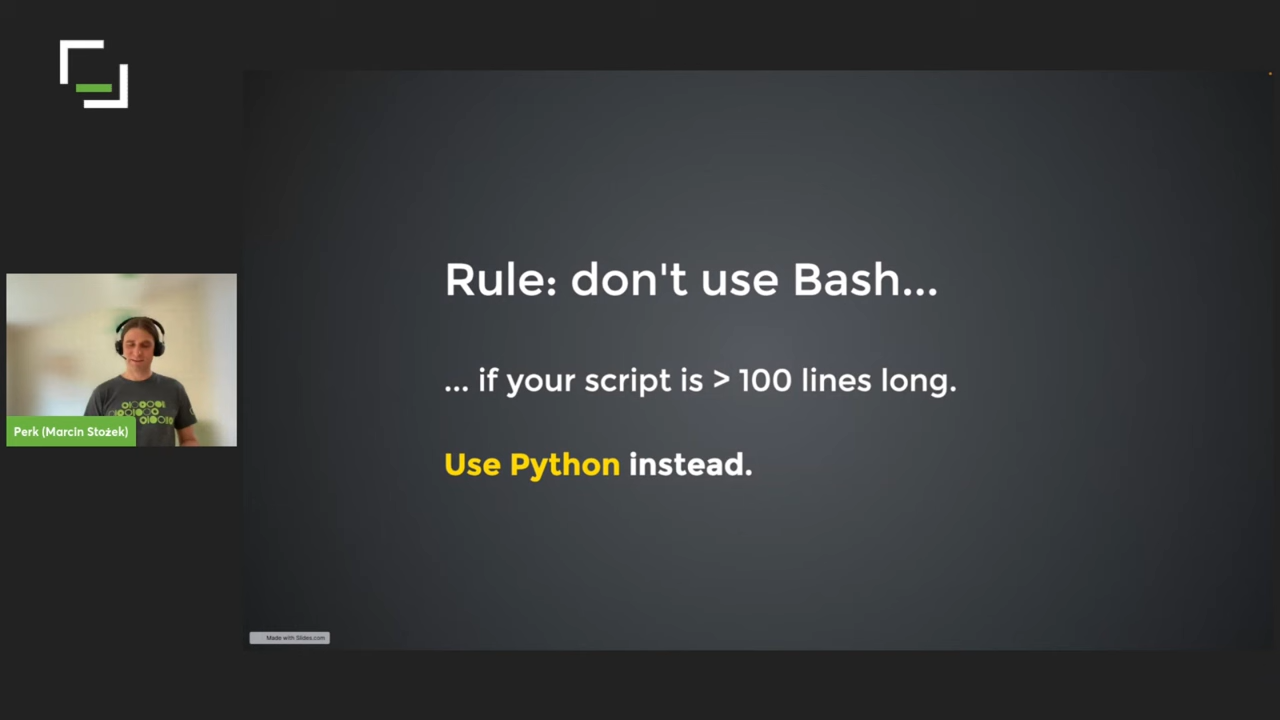 Rule: don't use Bash...
... if your script is > 100 lines long.
Use Python instead.
Perk (Marcin Stożek)
Made with Slides.com